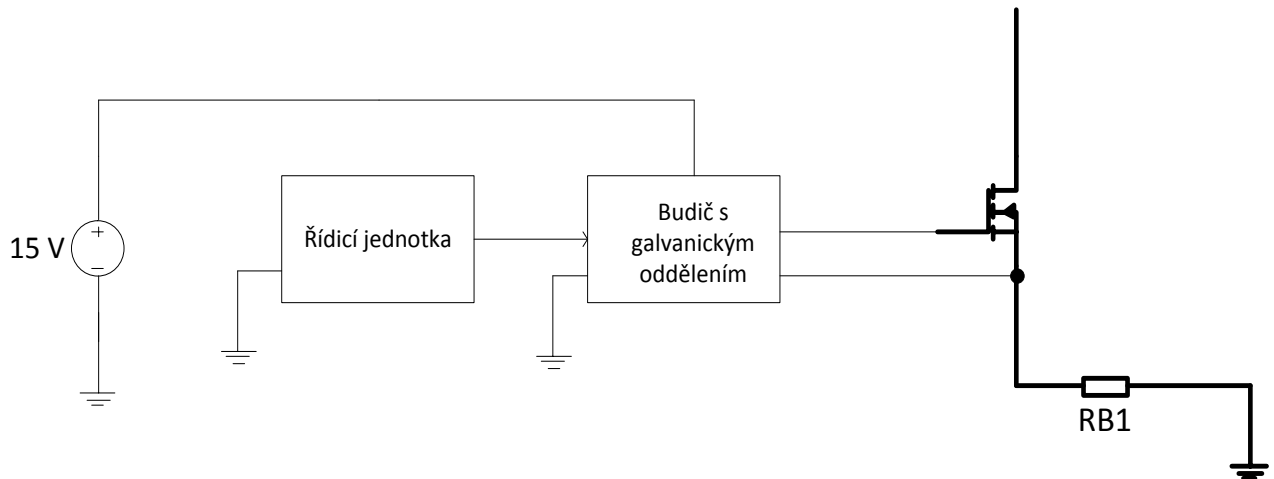 15 V
+
–
Řídicí jednotka
Budič s
galvanickým
oddělením
RB1